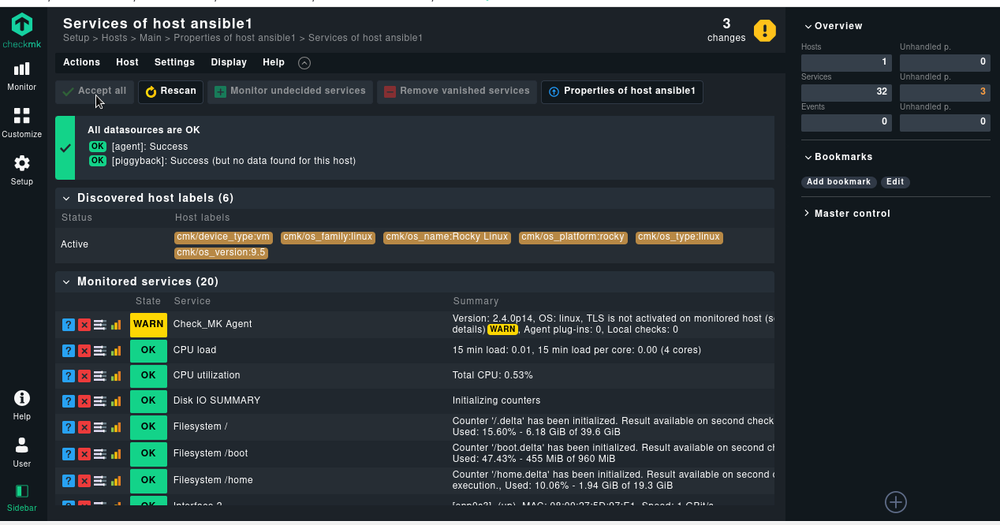 Services of host ansible1
Setup > Hosts > Main > Properties of host ansible1 > Services of host ansible1
3
changes
checkmk
Monitor
Customize
Setup
Help
User
Sidebar
Actions Host Settings Display Help
Accept all Rescan Monitor undecided services Remove vanished services Properties of host ansible1
All datasources are OK
OK [agent]: Success
OK [piggyback]: Success (but no data found for this host)
Discovered host labels (6)
Status Host labels
Active cmk/device_type:vm cmk/os_family:linux cmk/os_name:Rocky Linux cmk/os_platform:rocky cmk/os_type:linux
cmk/os_version:9.5
Monitored services (20)
State Service Summary
WARN Check_MK Agent Version: 2.4.0p14, OS: linux, TLS is not activated on monitored host (s
details) WARN, Agent plug-ins: 0, Local checks: 0
OK CPU load 15 min load: 0.01, 15 min load per core: 0.00 (4 cores)
OK CPU utilization Total CPU: 0.53%
OK Disk IO SUMMARY Initializing counters
OK Filesystem / Counter '/.delta' has been initialized. Result available on second check
Used: 15.60% - 6.18 GiB of 39.6 GiB
OK Filesystem /boot Counter '/boot.delta' has been initialized. Result available on second ch
Used: 47.43% - 455 MiB of 960 MiB
OK Filesystem /home Counter '/home.delta' has been initialized. Result available on second
execution., Used: 10.06% - 1.94 GiB of 19.3 GiB
Overview
Hosts Unhandled p.
1 0
Services Unhandled p.
32 3
Events Unhandled p.
0 0
Bookmarks
Add bookmark Edit
Master control